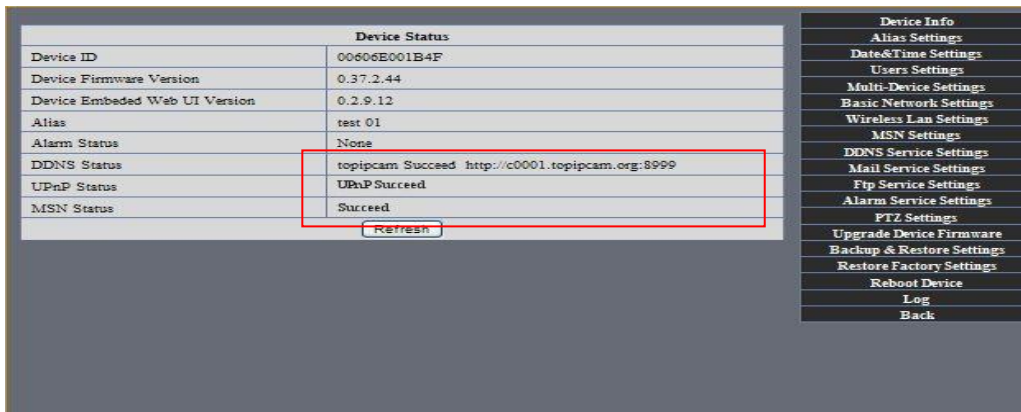 Device Status
Device ID 00606E001B4F
Device Firmware Version 0.37.2.44
Device Embeded Web UI Version 0.2.9.12
Alias test 01
Alarm Status None
DDNS Status topipcam Succeed http://c0001.topipcam.org:8999
UPnP Status UPnP Succeed
MSN Status Succeed
Refresh
Device Info
Alias Settings
Date&Time Settings
Users Settings
Multi-Device Settings
Basic Network Settings
Wireless Lan Settings
MSN Settings
DDNS Service Settings
Mail Service Settings
Ftp Service Settings
Alarm Service Settings
PTZ Settings
Upgrade Device Firmware
Backup & Restore Settings
Restore Factory Settings
Reboot Device
Log
Back